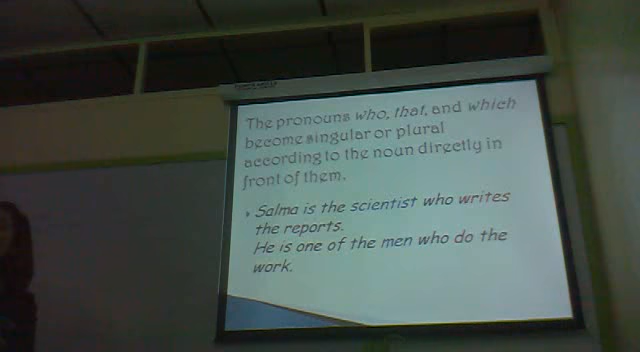 The pronouns who, that, and which
become singular or plural
according to the noun directly in
front of them.
Salma is the scientist who writes
the reports.
He is one of the men who do the
work.